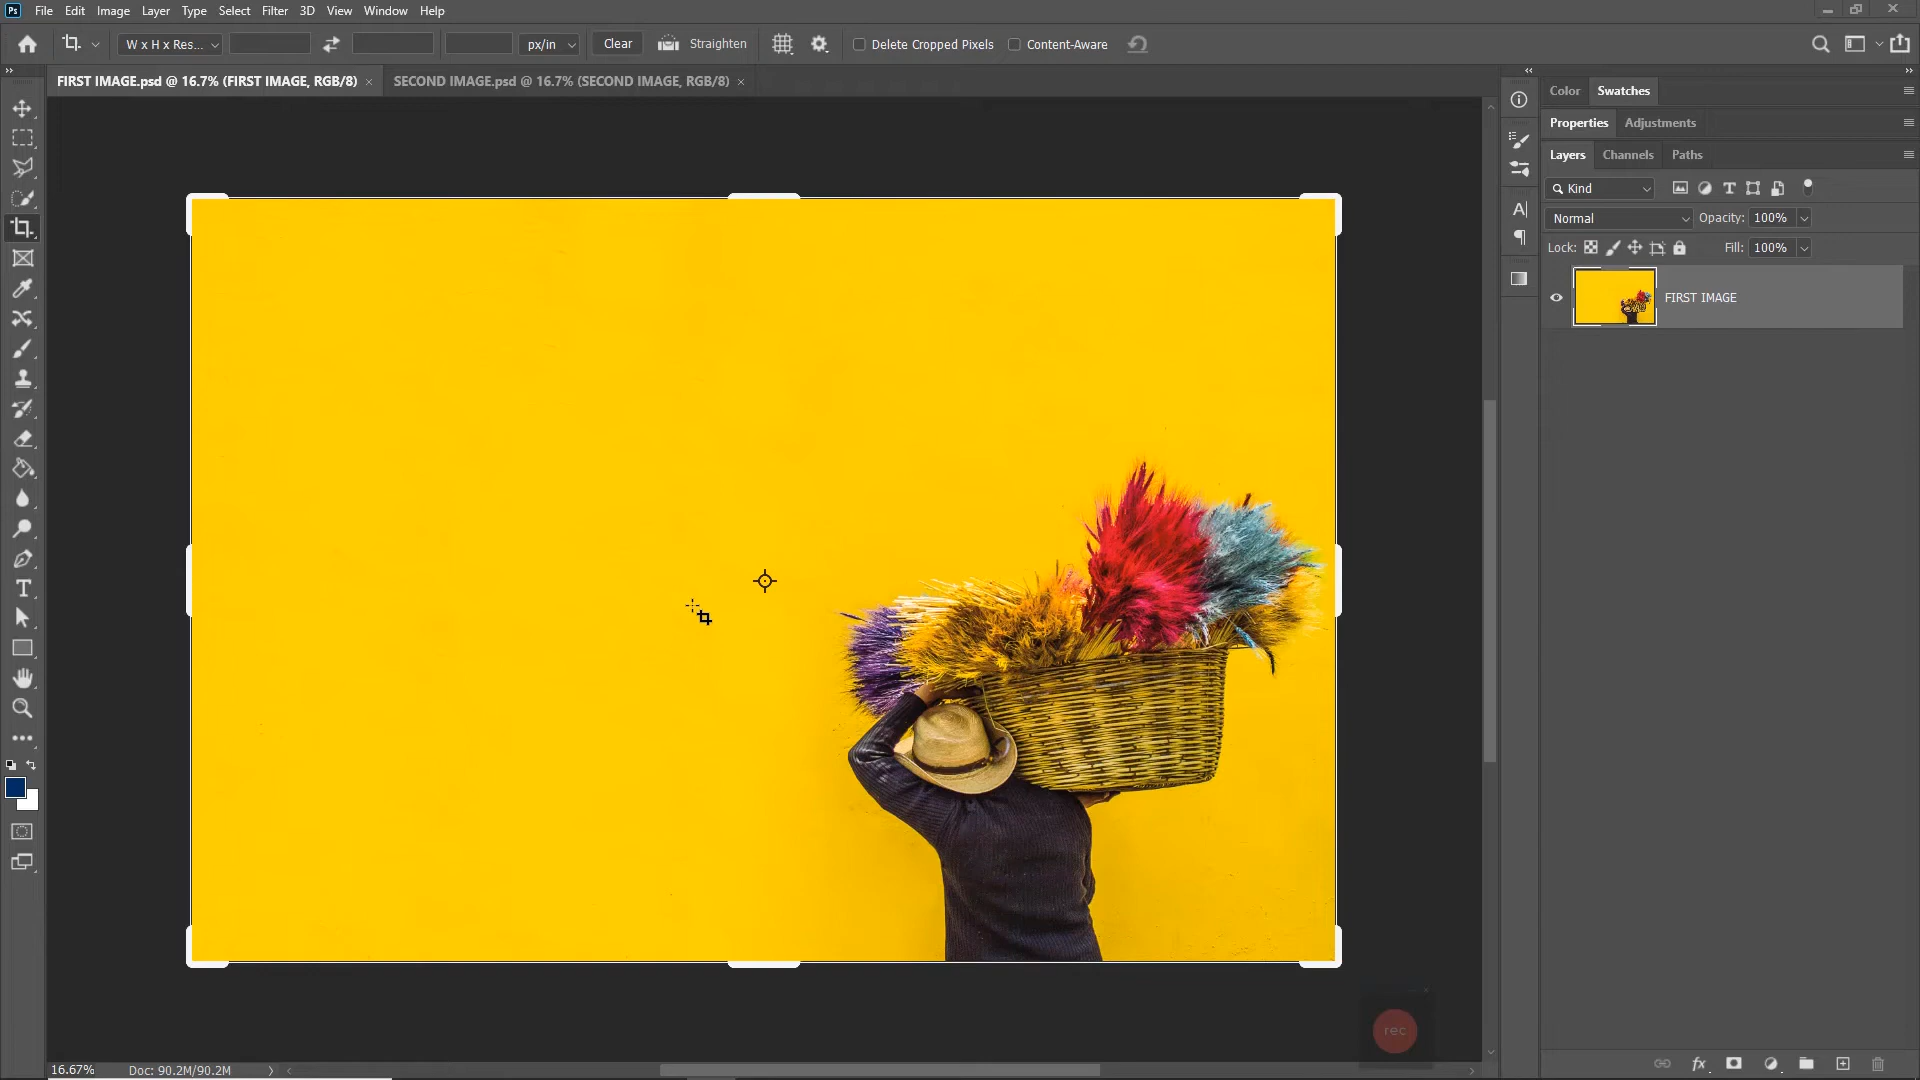 Ps File Edit Image Layer Type Select Filter 3D View Window Help
W x H x Res... px/in Clear Straighten Delete Cropped Pixels Content-Aware
FIRST IMAGE.psd @ 16.7% (FIRST IMAGE, RGB/8) SECOND IMAGE.psd @ 16.7% (SECOND IMAGE, RGB/8)
Color Swatches
Properties Adjustments
Layers Channels Paths
Kind
Normal Opacity: 100%
Lock: Fill: 100%
FIRST IMAGE
rec
16.67% Doc: 90.2M/90.2M